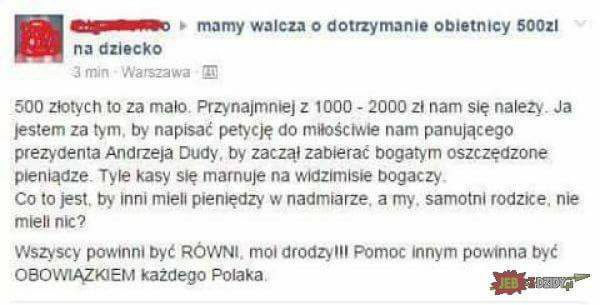 o ▸ mamy walcza o dotrzymanie obietnicy 500zl
na dziecko
3 min · Warszawa ·
500 złotych to za mało. Przynajmniej z 1000 - 2000 zł nam się należy. Ja
jestem za tym, by napisać petycję do miłościwie nam panującego
prezydenta Andrzeja Dudy, by zaczął zabierać bogatym oszczędzone
pieniądze. Tyle kasy się marnuje na widzimisie bogaczy.
Co to jest, by inni mieli pieniędzy w nadmiarze, a my, samotni rodzice, nie
mieli nic?
Wszyscy powinni być RÓWNI, moi drodzy!!! Pomoc innym powinna być
OBOWIĄZKIEM każdego Polaka.
JEBZDZIDY.pl